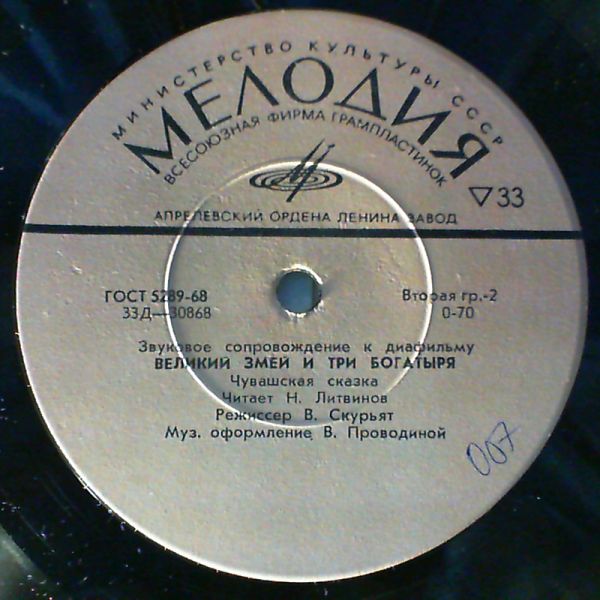 МИНИСТЕРСТВО КУЛЬТУРЫ СССР
МЕЛОДИЯ
ВСЕСОЮЗНАЯ ФИРМА ГРАМПЛАСТИНОК
▽33
АПРЕЛЕВСКИЙ ОРДЕНА ЛЕНИНА ЗАВОД
ГОСТ 5289-68
33Д—30868
Вторая гр.-2
0-70
Звуковое сопровождение к диафильму
ВЕЛИКИЙ ЗМЕЙ И ТРИ БОГАТЫРЯ
Чувашская сказка
Читает Н. Литвинов
Режиссер В. Скурьят
Муз. оформление В. Проводиной
007